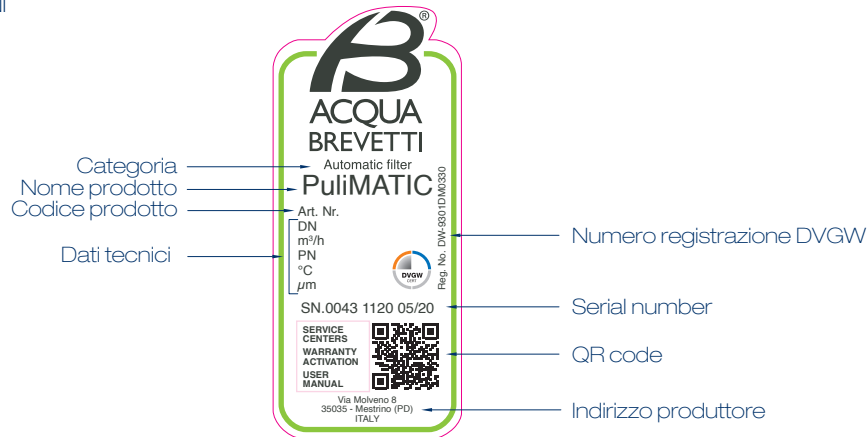 ®
ACQUA
BREVETTI
Categoria
Automatic filter
Nome prodotto
PuliMATIC
Codice prodotto
Art. Nr.
Dati tecnici
DN
m³/h
PN
°C
µm
DVGW
CERT
Reg. No. DW-9301DM0330
Numero registrazione DVGW
SN.0043 1120 05/20
Serial number
SERVICE
CENTERS
WARRANTY
ACTIVATION
USER
MANUAL
QR code
Via Molveno 8
35035 - Mestrino (PD)
ITALY
Indirizzo produttore